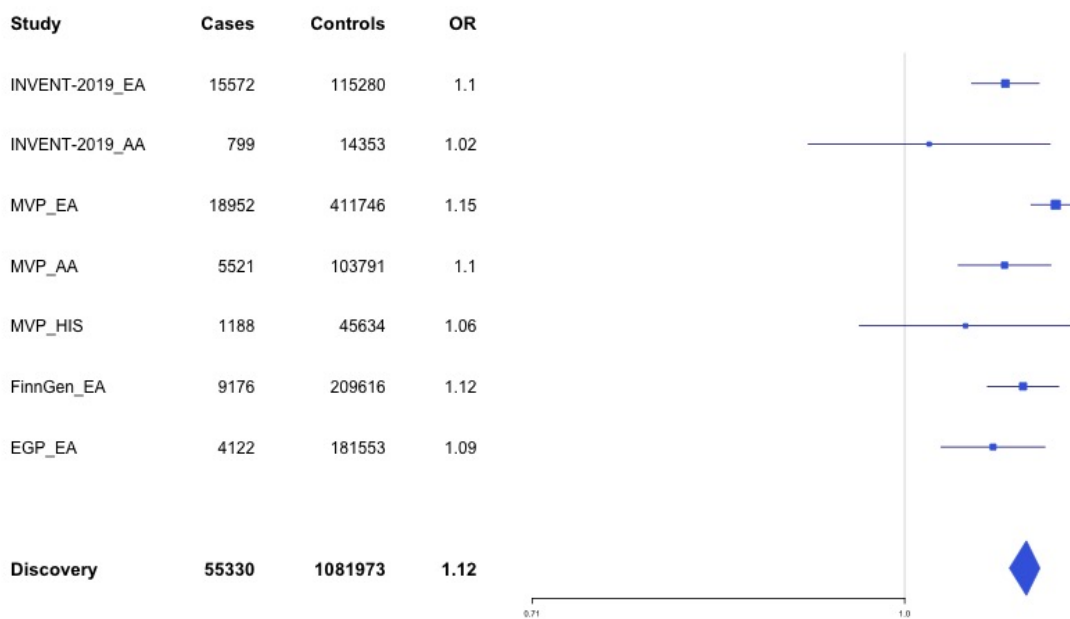 Study Cases Controls OR
INVENT-2019_EA 15572 115280 1.1
INVENT-2019_AA 799 14353 1.02
MVP_EA 18952 411746 1.15
MVP_AA 5521 103791 1.1
MVP_HIS 1188 45634 1.06
FinnGen_EA 9176 209616 1.12
EGP_EA 4122 181553 1.09
Discovery 55330 1081973 1.12
0.71 1.0